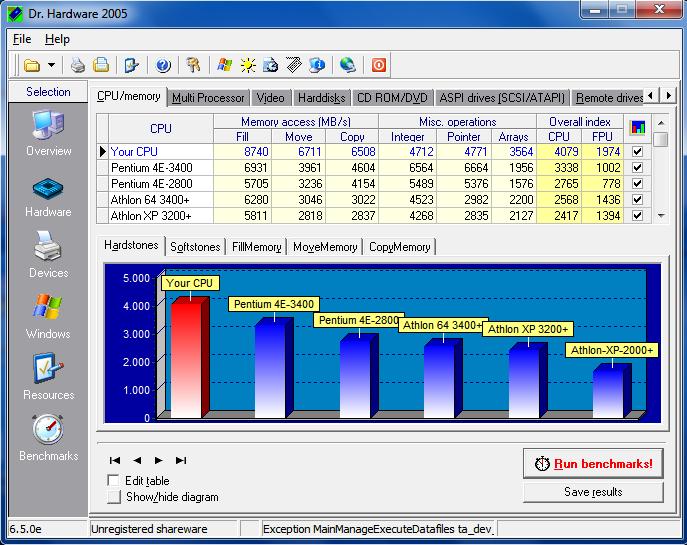 Dr. Hardware 2005
File Help
Selection
CPU/memory Multi Processor Video Harddisks CD ROM/DVD ASPI drives (SCSI/ATAPI) Remote drives
CPU Memory access (MB/s) Misc. operations Overall index
Fill Move Copy Integer Pointer Arrays CPU FPU
Your CPU 8740 6711 6508 4712 4771 3564 4079 1974
Pentium 4E-3400 6931 3961 4604 6564 6664 1956 3338 1002
Pentium 4E-2800 5705 3236 4154 5489 5376 1576 2765 778
Athlon 64 3400+ 6280 3046 3022 4523 2982 2200 2568 1436
Athlon XP 3200+ 5811 2818 2837 4268 2835 2127 2417 1394
Overview
Hardware
Devices
Windows
Resources
Benchmarks
Hardstones Softstones FillMemory MoveMemory CopyMemory
5.000
4.000
3.000
2.000
1.000
0
Your CPU
Pentium 4E-3400
Pentium 4E-2800
Athlon 64 3400+
Athlon XP 3200+
Athlon-XP-2000+
Edit table
Show/hide diagram
Run benchmarks!
Save results
6.5.0e Unregistered shareware Exception MainManageExecuteDatafiles ta_dev_